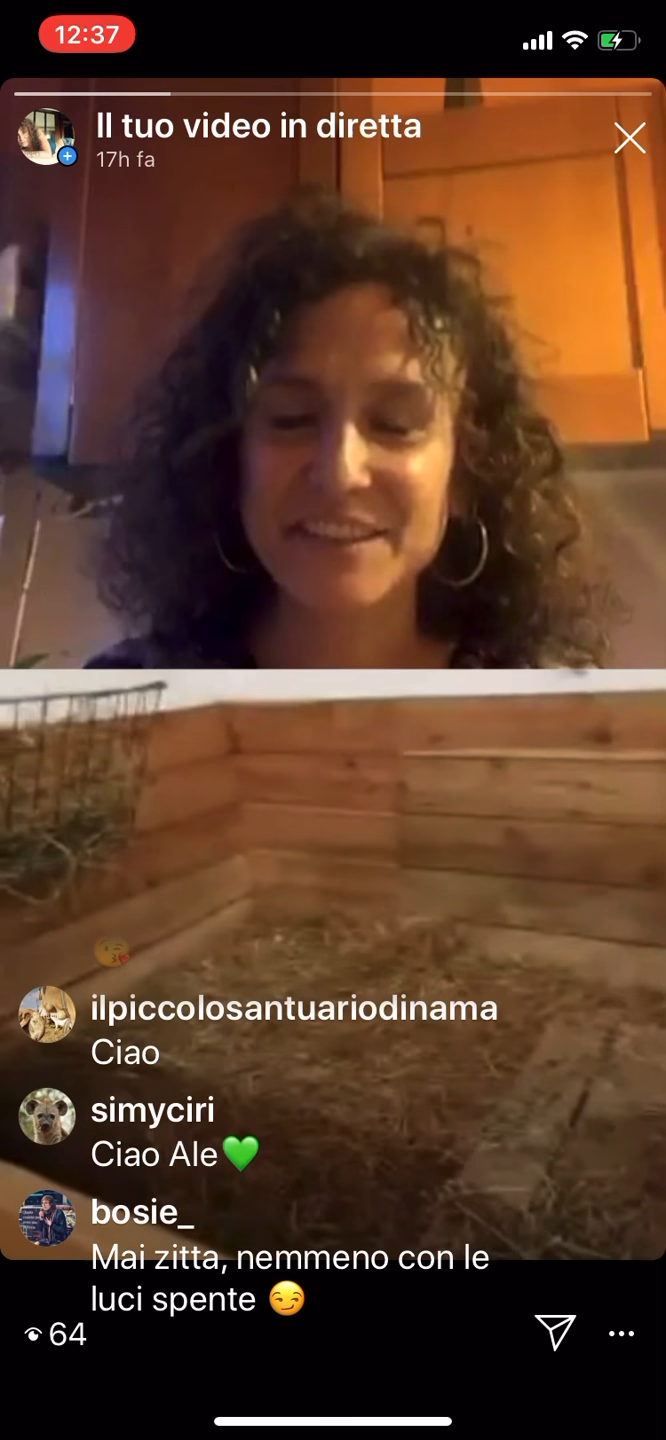 12:37
Il tuo video in diretta
17h fa
😘
ilpiccolosantuariodinama
Ciao
simyciri
Ciao Ale💚
bosie_
Mai zitta, nemmeno con le
luci spente 😏
64